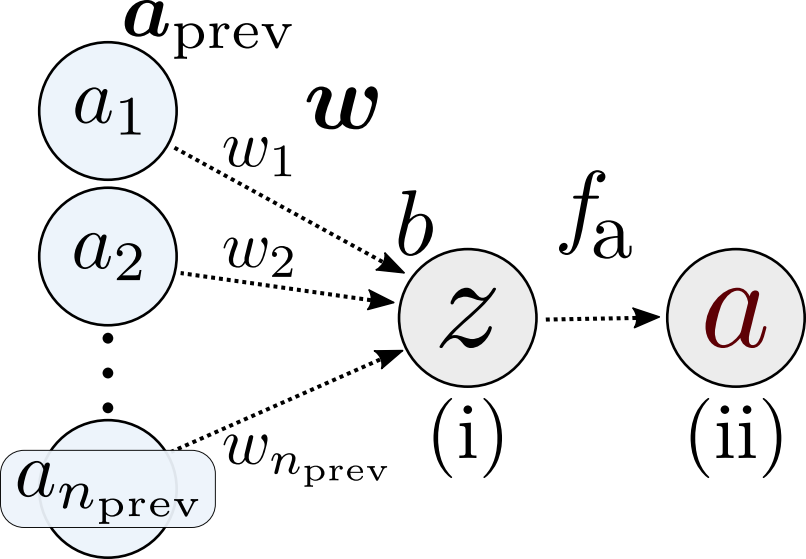 a_prev
a_1
w
w_1
b
f_a
a_2
w_2
z
a
(i)
(ii)
w_{n_prev}
a_{n_prev}